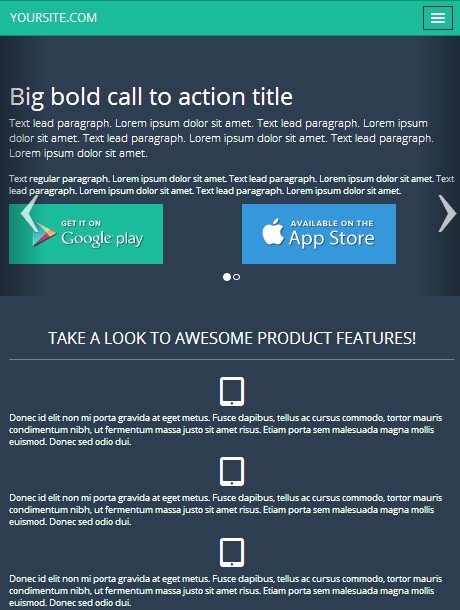 YOURSITE.COM
Big bold call to action title
Text lead paragraph. Lorem ipsum dolor sit amet. Lorem ipsum
dolor sit amet. Text lead paragraph. Lorem ipsum dolor sit amet.
Lorem ipsum dolor sit amet.
Text regular paragraph. Lorem ipsum dolor sit amet. Text lead paragraph. Lorem ipsum dolor sit amet. Text
lead paragraph. Lorem ipsum dolor sit amet. Text lead paragraph. Lorem ipsum dolor sit amet.
GET IT ON
Google play
AVAILABLE ON THE
App Store
TAKE A LOOK TO AWESOME PRODUCT FEATURES!
Donec id elit non mi porta gravida at eget metus. Fusce dapibus, tellus ac cursus commodo, tortor mauris
condimentum nibh, ut fermentum massa justo sit amet risus. Etiam porta sem malesuada magna mollis
euismod. Donec sed odio dui.
Donec id elit non mi porta gravida at eget metus. Fusce dapibus, tellus ac cursus commodo, tortor mauris
condimentum nibh, ut fermentum massa justo sit amet risus. Etiam porta sem malesuada magna mollis
euismod. Donec sed odio dui.
Donec id elit non mi porta gravida at eget metus. Fusce dapibus, tellus ac cursus commodo, tortor mauris
condimentum nibh, ut fermentum massa justo sit amet risus. Etiam porta sem malesuada magna mollis
euismod. Donec sed odio dui.